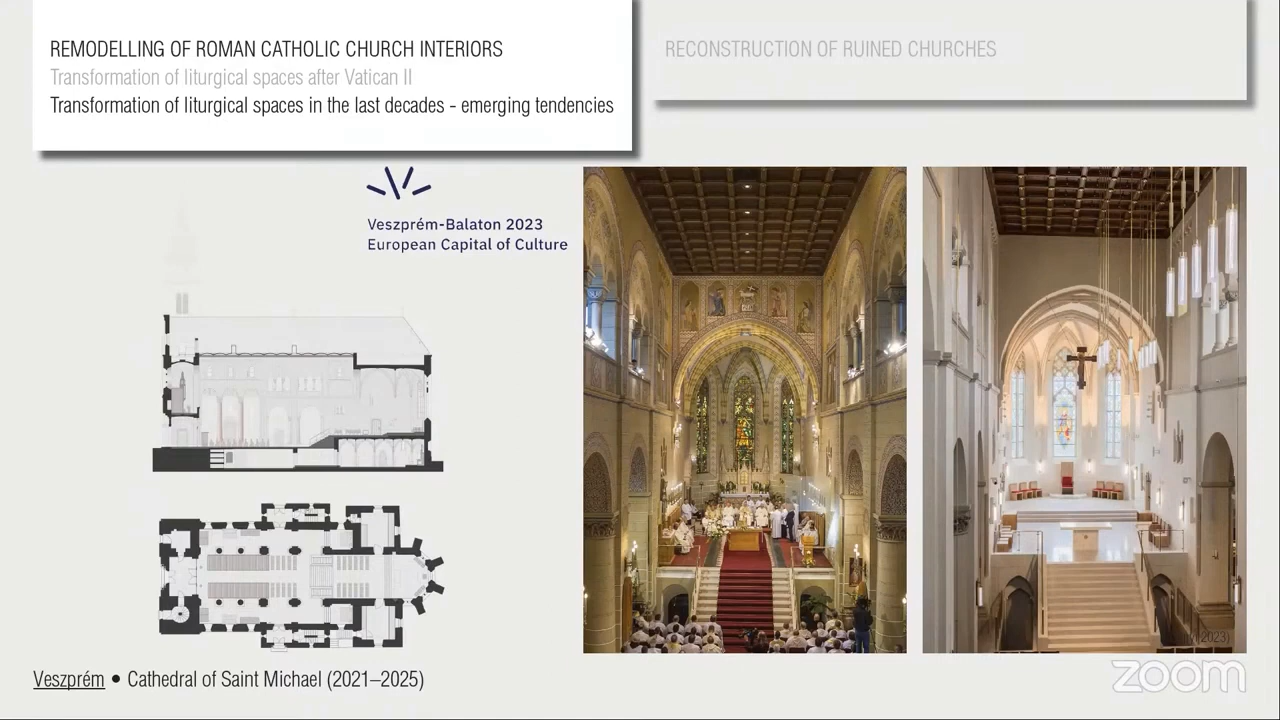 REMODELLING OF ROMAN CATHOLIC CHURCH INTERIORS
Transformation of liturgical spaces after Vatican II
Transformation of liturgical spaces in the last decades - emerging tendencies
RECONSTRUCTION OF RUINED CHURCHES
Veszprém-Balaton 2023
European Capital of Culture
2023)
Veszprém • Cathedral of Saint Michael (2021–2025)
zoom